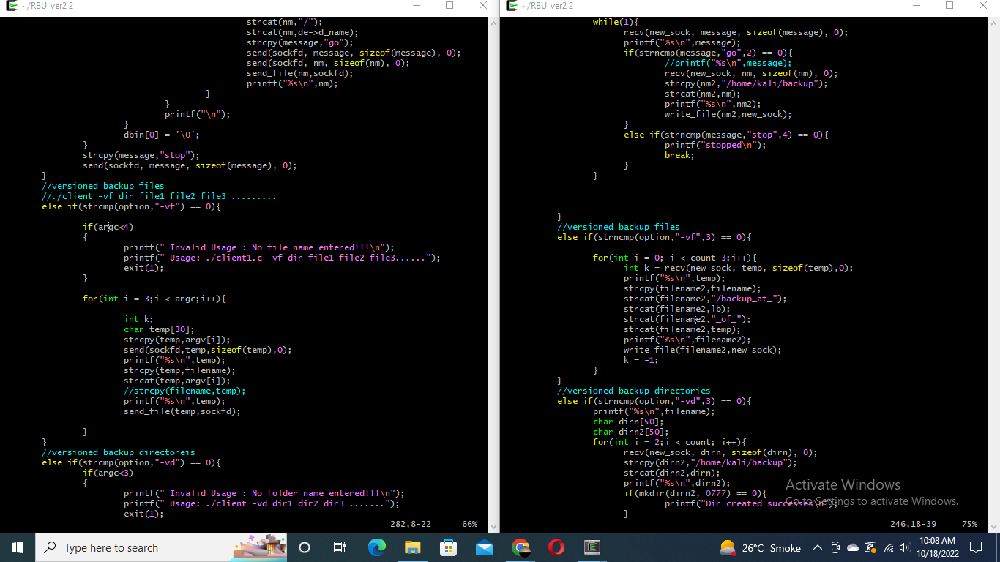 ~/RBU_ver2 2
strcat(nm,"/");
strcat(nm,de->d_name);
strcpy(message,"go");
send(sockfd, message, sizeof(message), 0);
send(sockfd, nm, sizeof(nm), 0);
send_file(nm,sockfd);
printf("%s\n",nm);
}
}
printf("\n");
}
dbin[0] = '\0';
}
strcpy(message,"stop");
send(sockfd, message, sizeof(message), 0);
}
//versioned backup files
//./client -vf dir file1 file2 file3 .........
else if(strcmp(option,"-vf") == 0){
if(argc<4)
{
printf(" Invalid Usage : No file name entered!!!\n");
printf(" Usage: ./client1.c -vf dir file1 file2 file3......");
exit(1);
}
for(int i = 3;i < argc;i++){
int k;
char temp[30];
strcpy(temp,argv[i]);
send(sockfd,temp,sizeof(temp),0);
printf("%s\n",temp);
strcpy(temp,filename);
strcat(temp,argv[i]);
//strcpy(filename,temp);
printf("%s\n",temp);
send_file(temp,sockfd);
}
}
//versioned backup directoreis
else if(strcmp(option,"-vd") == 0){
if(argc<3)
{
printf(" Invalid Usage : No folder name entered!!!\n");
printf(" Usage: ./client -vd dir1 dir2 dir3 .......");
exit(1);
282,8-22 66%
~/RBU_ver2 2
while(1){
recv(new_sock, message, sizeof(message), 0);
printf("%s\n",message);
if(strncmp(message,"go",2) == 0){
//printf("%s\n",message);
recv(new_sock, nm, sizeof(nm), 0);
strcpy(nm2,"/home/kali/backup");
strcat(nm2,nm);
printf("%s\n",nm2);
write_file(nm2,new_sock);
}
else if(strncmp(message,"stop",4) == 0){
printf("stopped\n");
break;
}
}
}
//versioned backup files
else if(strncmp(option,"-vf",3) == 0){
for(int i = 0; i < count-3;i++){
int k = recv(new_sock, temp, sizeof(temp),0);
printf("%s\n",temp);
strcpy(filename2,filename);
strcat(filename2,"/backup_at_");
strcat(filename2,lb);
strcat(filename2,"_of_");
strcat(filename2,temp);
printf("%s\n",filename2);
write_file(filename2,new_sock);
k = -1;
}
}
//versioned backup directories
else if(strncmp(option,"-vd",3) == 0){
printf("%s\n",filename);
char dirn[50];
char dirn2[50];
for(int i = 2;i < count; i++){
recv(new_sock, dirn, sizeof(dirn), 0);
strcpy(dirn2,"/home/kali/backup");
strcat(dirn2,dirn);
printf("%s\n",dirn2);
if(mkdir(dirn2, 0777) == 0){
printf("Dir created successes\n");
}
246,18-39 75%
Activate Windows
Go to Settings to activate Windows.
Type here to search
26°C Smoke
10:08 AM
10/18/2022